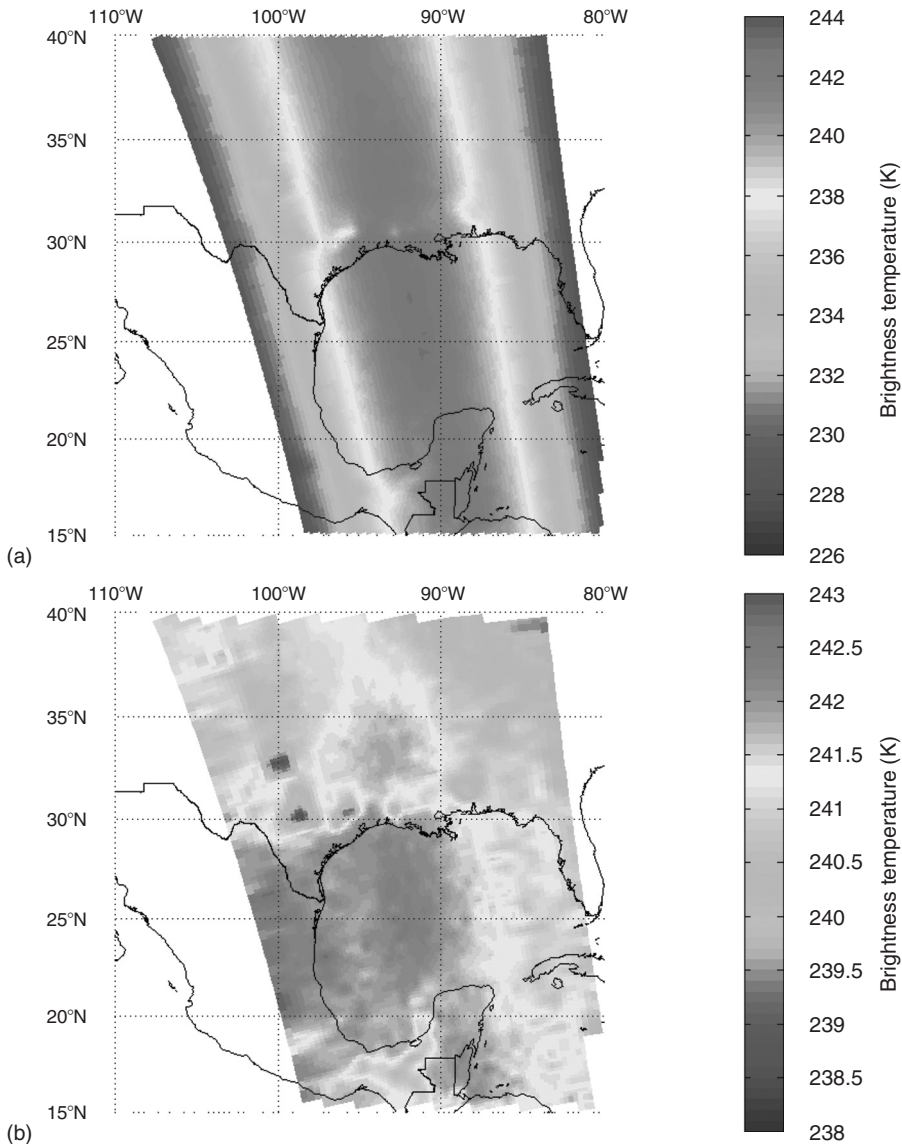 110°W 100°W 90°W 80°W
40°N
35°N
30°N
25°N
20°N
15°N
(a)
244
242
240
238
236
234
232
230
228
226
Brightness temperature (K)
110°W 100°W 90°W 80°W
40°N
35°N
30°N
25°N
20°N
15°N
(b)
243
242.5
242
241.5
241
240.5
240
239.5
239
238.5
238
Brightness temperature (K)